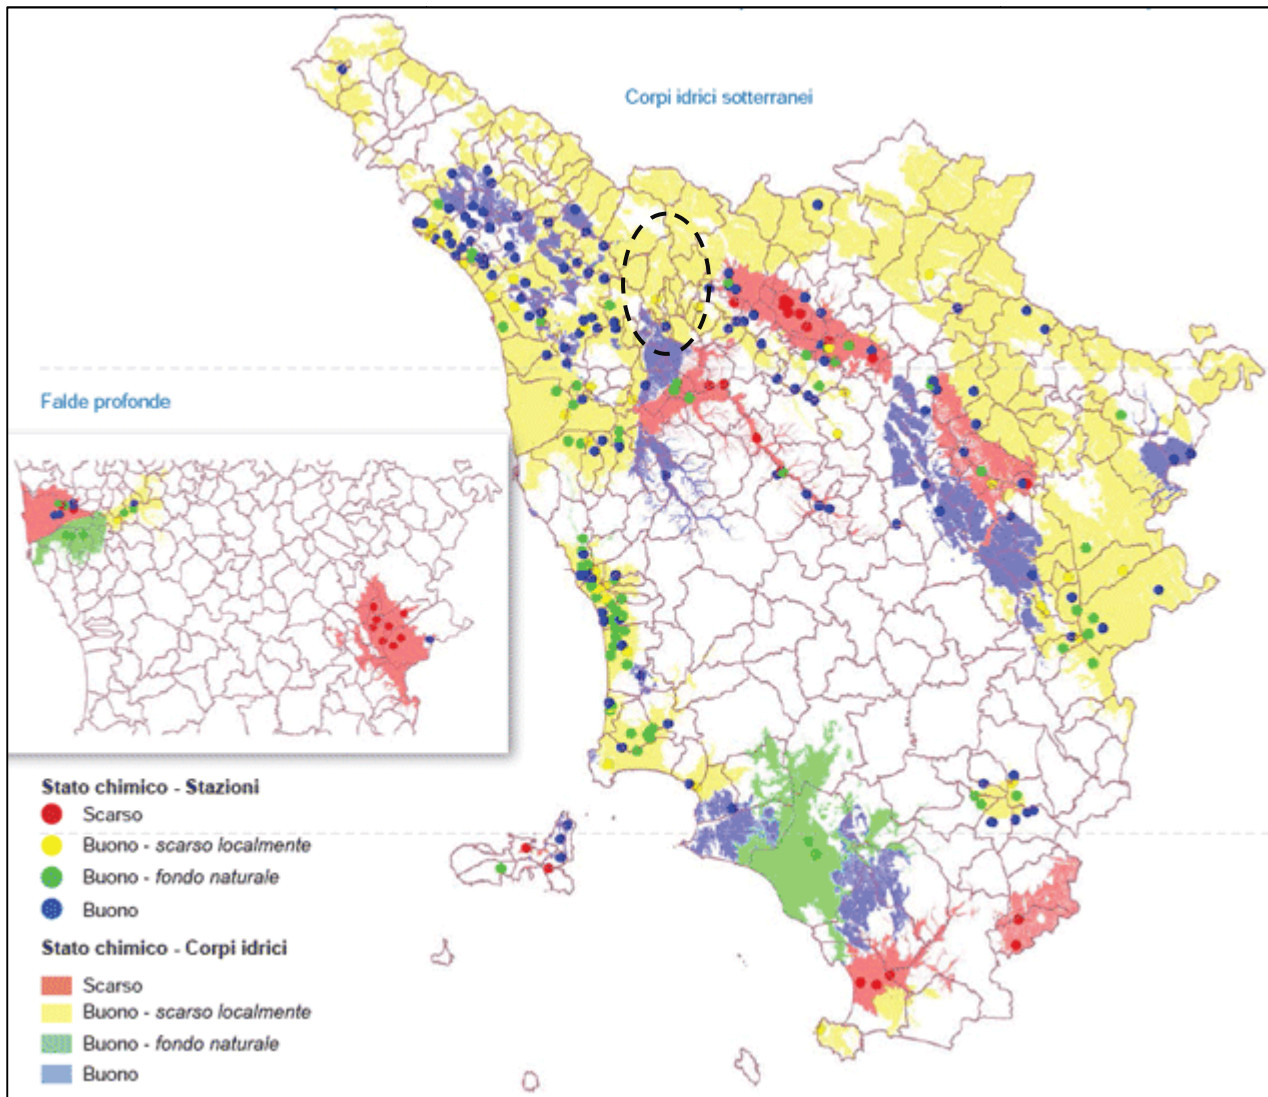 Corpi idrici sotterranei
Falde profonde
Stato chimico - Stazioni
Scarso
Buono - scarso localmente
Buono - fondo naturale
Buono
Stato chimico - Corpi idrici
Scarso
Buono - scarso localmente
Buono - fondo naturale
Buono